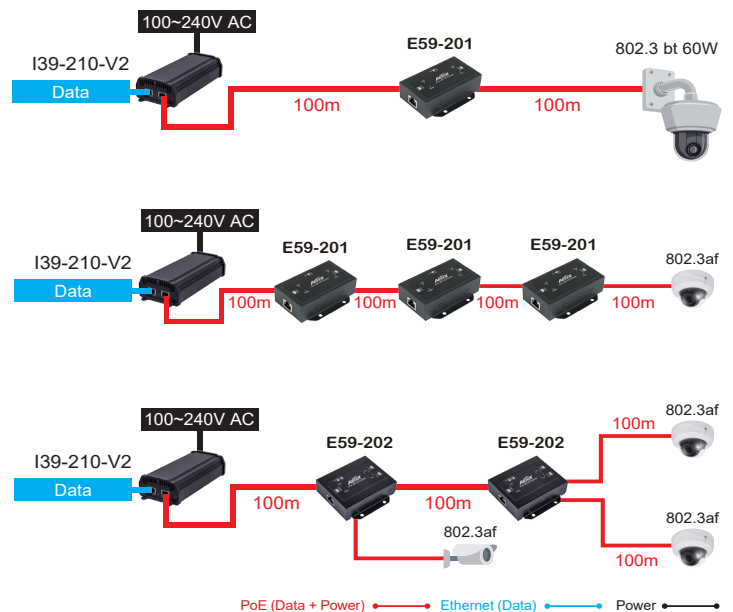 100~240V AC
I39-210-V2
Data
E59-201
802.3 bt 60W
100m
100m
100~240V AC
I39-210-V2
Data
E59-201
E59-201
E59-201
802.3af
100m
100m
100m
100m
100~240V AC
I39-210-V2
Data
E59-202
E59-202
802.3af
100m
100m
100m
802.3af
802.3af
100m
PoE (Data + Power)
Ethernet (Data)
Power